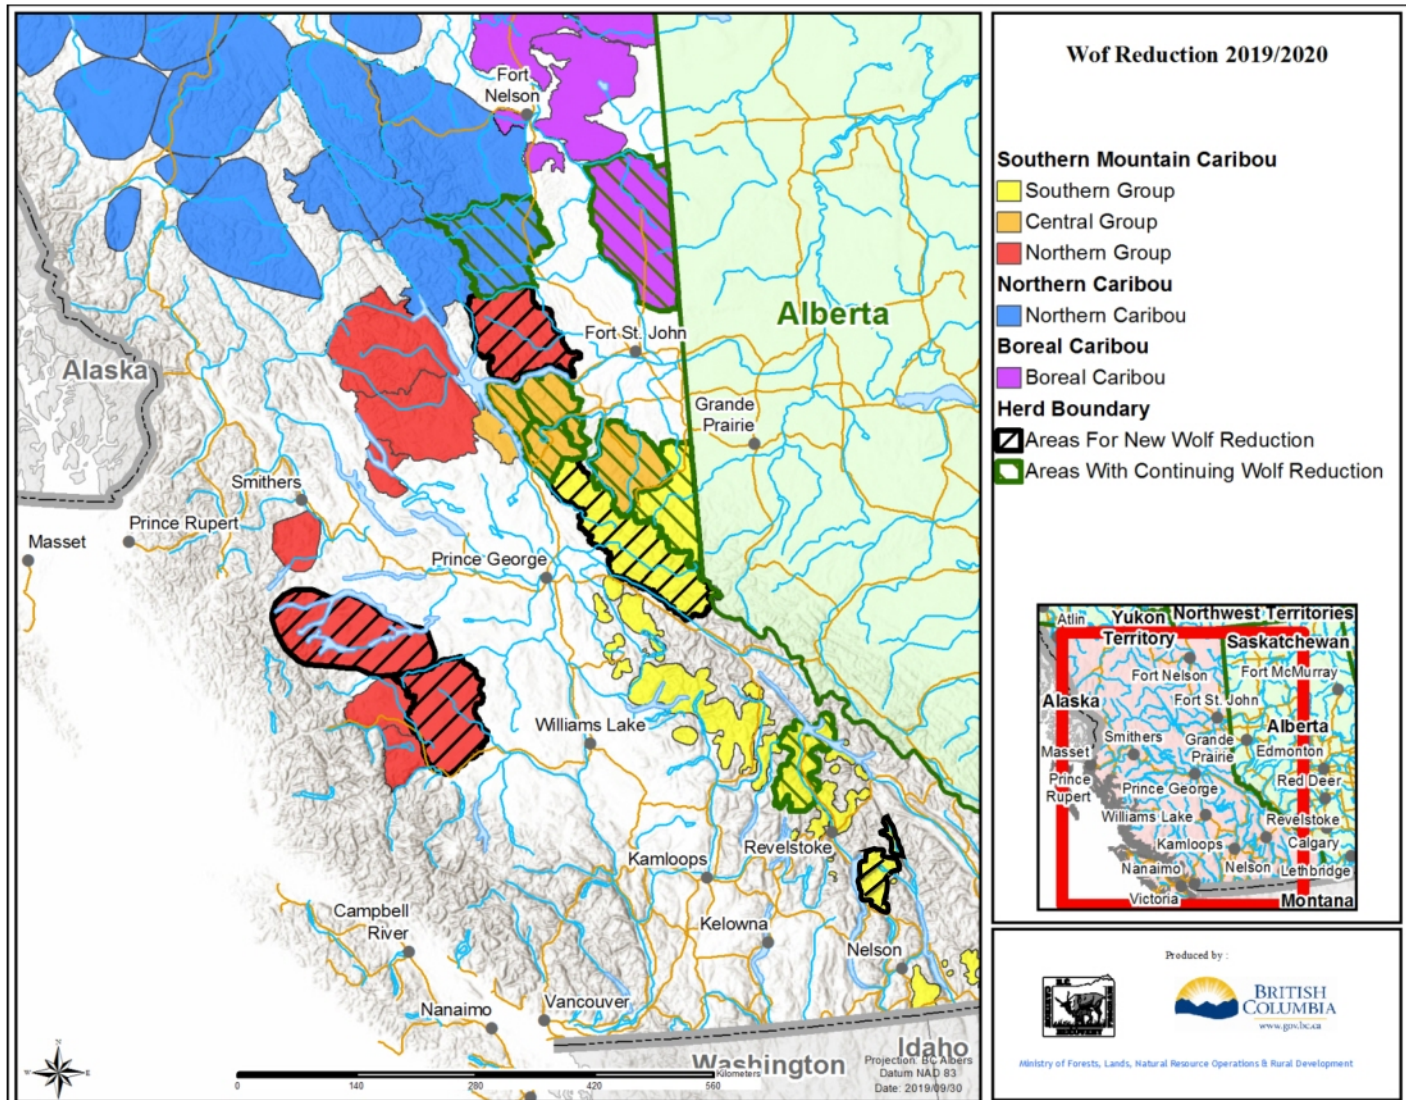 Wof Reduction 2019/2020
Southern Mountain Caribou
Southern Group
Central Group
Northern Group
Northern Caribou
Northern Caribou
Boreal Caribou
Boreal Caribou
Herd Boundary
Areas For New Wolf Reduction
Areas With Continuing Wolf Reduction
Fort
Nelson
Alberta
Fort St. John
Alaska
Grande
Prairie
Smithers
Prince Rupert
Masset
Prince George
Williams Lake
Revelstoke
Kamloops
Campbell
River
Kelowna
Nelson
Nanaimo
Vancouver
Washington
Idaho
Projection: BC Albers
Datum NAD 83
Date: 2019/09/30
Kilometers
0 140 280 420 560
N
W E
Atlin
Yukon
Territory
Northwest Territories
Saskatchewan
Fort Nelson
Fort McMurray
Alaska
Fort St. John
Smithers
Grande
Prairie
Alberta
Edmonton
Masset
Prince
Rupert
Prince George
Red Deer
Williams Lake
Revelstoke
Kamloops
Calgary
Nanaimo
Nelson
Lethbridge
Victoria
Montana
Produced by :
B.C.
RECOVERY
BRITISH
COLUMBIA
www.gov.bc.ca
Ministry of Forests, Lands, Natural Resource Operations & Rural Development